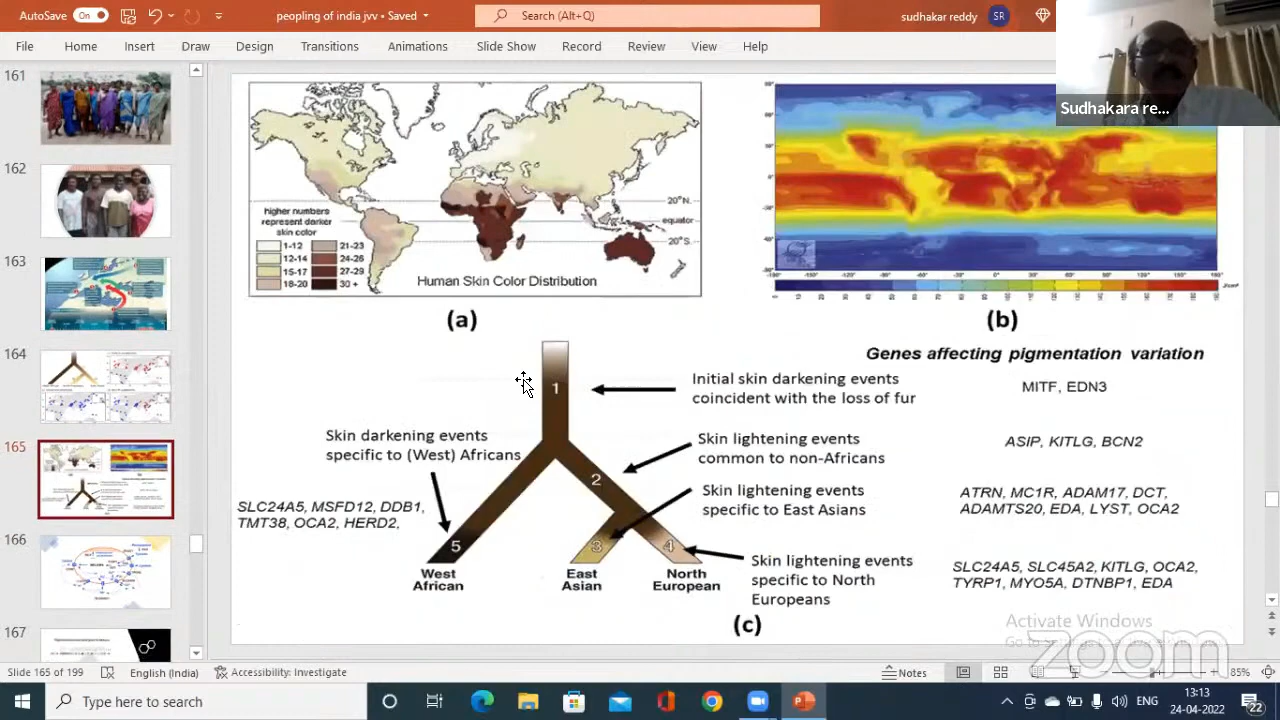 AutoSave On
peopling of india jvv • Saved
Search (Alt+Q)
sudhakar reddy
SR
File Home Insert Draw Design Transitions Animations Slide Show Record Review View Help
Sudhakara re...
161
162
163
164
165
166
167
higher numbers
represent darker
skin color
1-12 21-23
12-14 24-26
15-17 27-29
18-20 30 +
20°N.
equator
20°S
Human Skin Color Distribution
(a)
(b)
Genes affecting pigmentation variation
1
Initial skin darkening events
coincident with the loss of fur
MITF, EDN3
Skin darkening events
specific to (West) Africans
2
Skin lightening events
common to non-Africans
ASIP, KITLG, BCN2
Skin lightening events
specific to East Asians
ATRN, MC1R, ADAM17, DCT,
ADAMTS20, EDA, LYST, OCA2
SLC24A5, MSFD12, DDB1,
TMT38, OCA2, HERD2,
5
3
4
Skin lightening events
specific to North
Europeans
SLC24A5, SLC45A2, KITLG, OCA2,
TYRP1, MYO5A, DTNBP1, EDA
West
African
East
Asian
North
European
(c)
Activate Windows
zoom
Slide 165 of 199
English (India)
Accessibility: Investigate
Notes
85%
Type here to search
ENG
13:13
24-04-2022
22